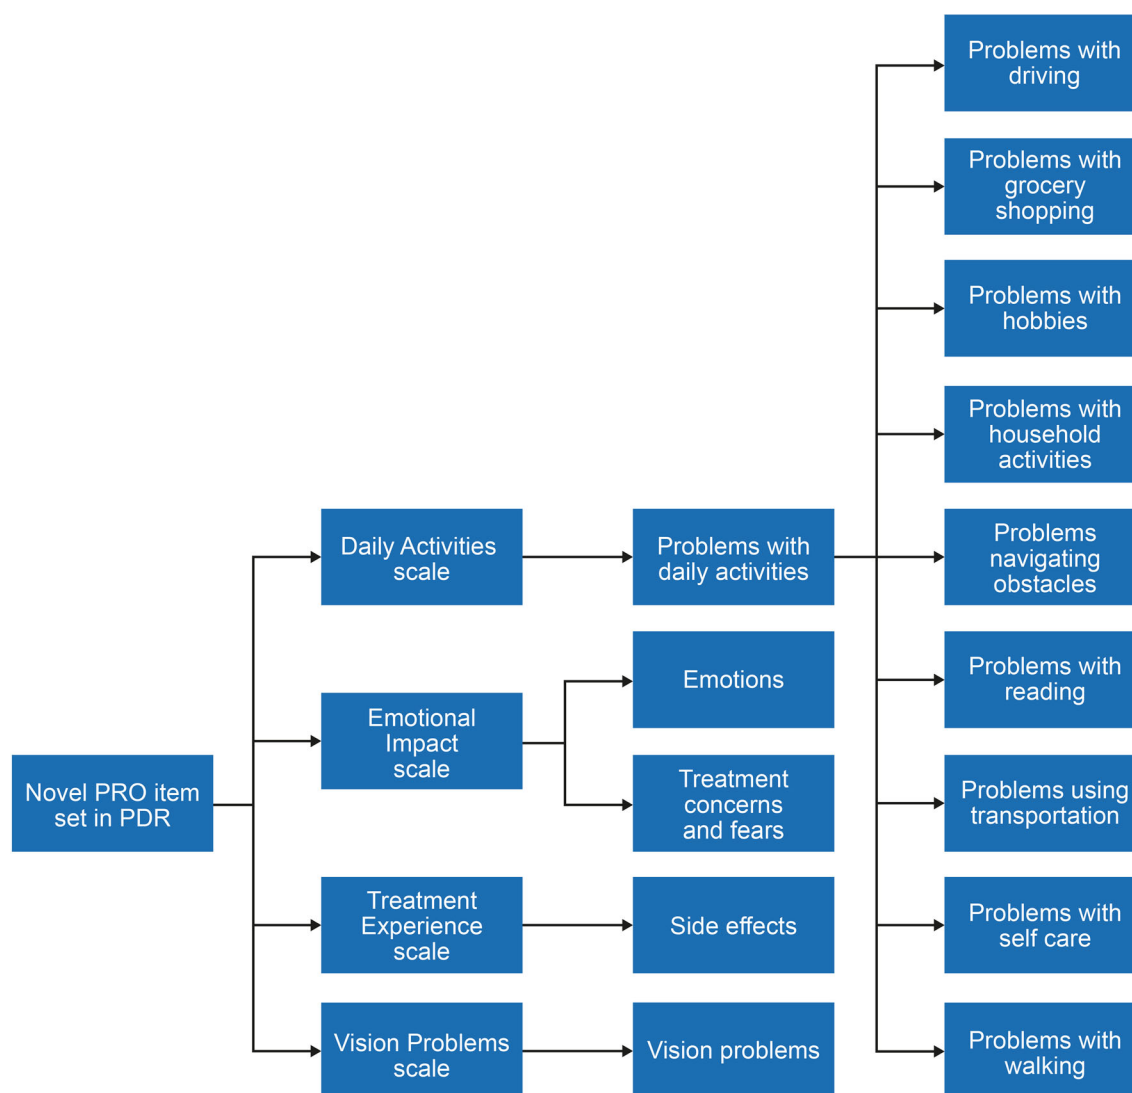 Novel PRO item
set in PDR
Daily Activities
scale
Emotional
Impact
scale
Treatment
Experience
scale
Vision Problems
scale
Problems with
daily activities
Emotions
Treatment
concerns
and fears
Side effects
Vision problems
Problems with
driving
Problems with
grocery
shopping
Problems with
hobbies
Problems with
household
activities
Problems
navigating
obstacles
Problems with
reading
Problems using
transportation
Problems with
self care
Problems with
walking